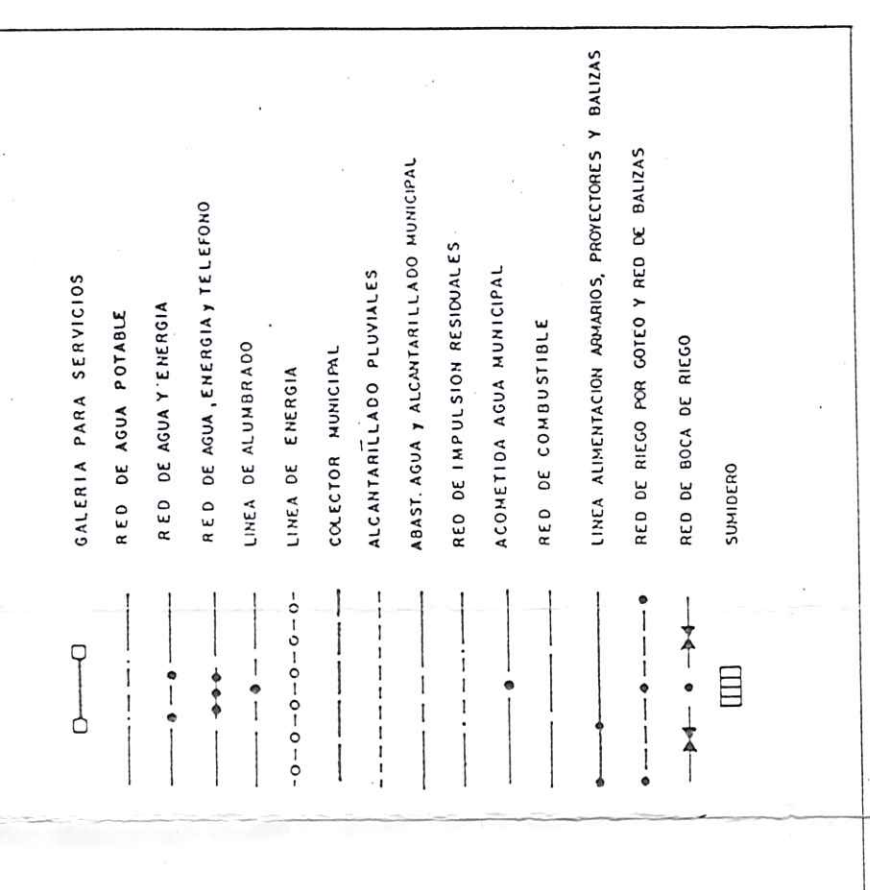 GALERIA PARA SERVICIOS
RED DE AGUA POTABLE
RED DE AGUA Y ENERGIA
RED DE AGUA, ENERGIA y TELEFONO
LINEA DE ALUMBRADO
LINEA DE ENERGIA
COLECTOR MUNICIPAL
ALCANTARILLADO PLUVIALES
ABAST. AGUA y ALCANTARILLADO MUNICIPAL
RED DE IMPULSION RESIDUALES
ACOMETIDA AGUA MUNICIPAL
RED DE COMBUSTIBLE
LINEA ALIMENTACION ARMARIOS, PROYECTORES Y BALIZAS
RED DE RIEGO POR GOTEO Y RED DE BALIZAS
RED DE BOCA DE RIEGO
SUMIDERO